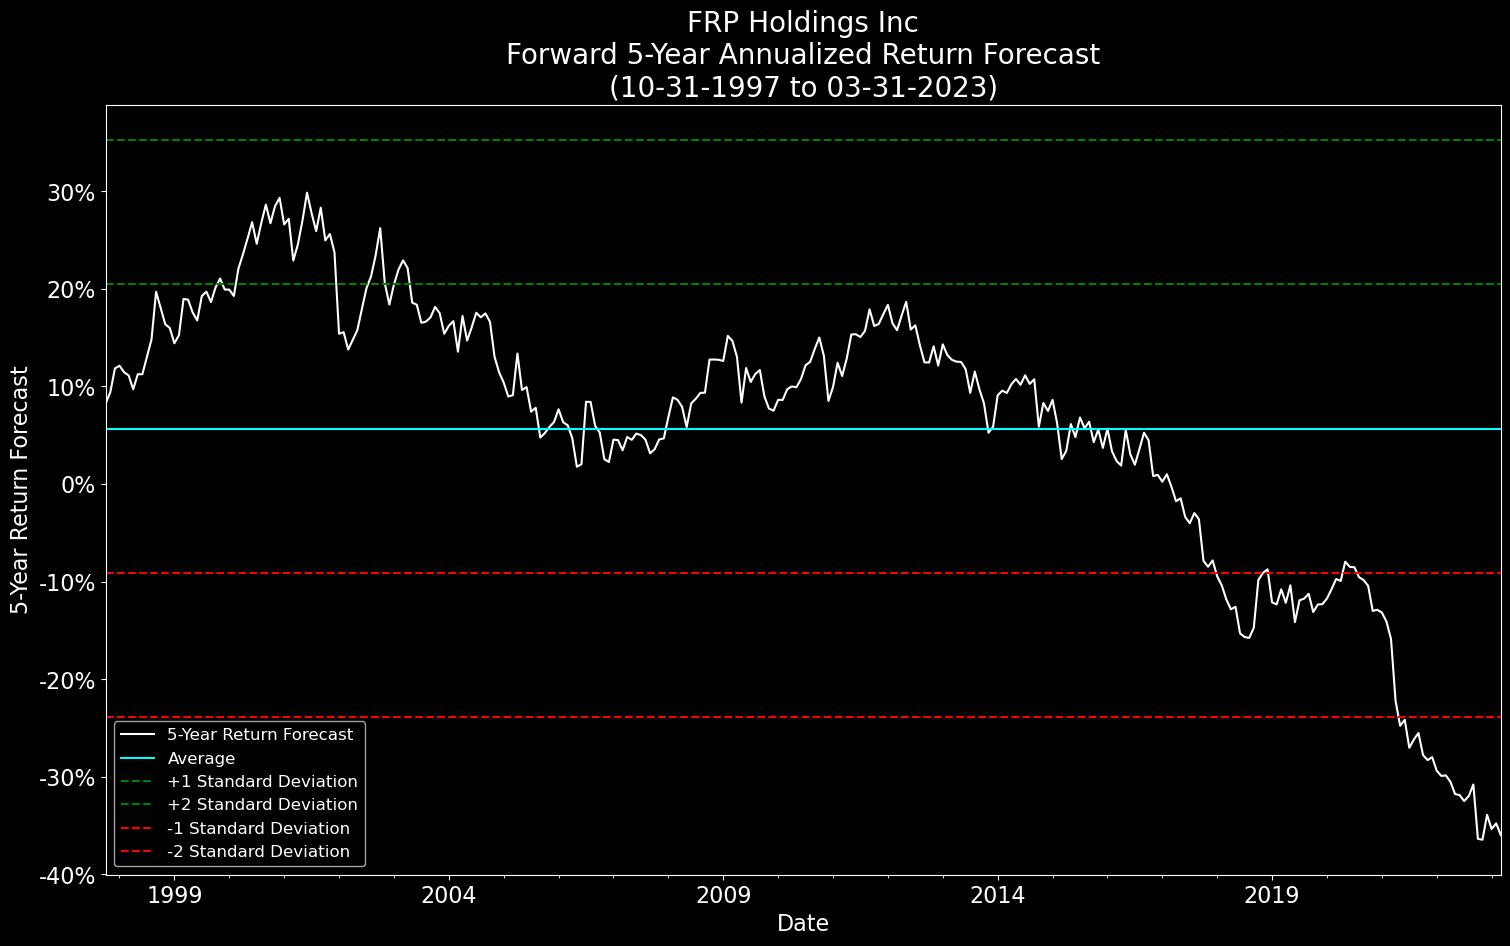 FRP Holdings Inc
Forward 5-Year Annualized Return Forecast
(10-31-1997 to 03-31-2023)
5-Year Return Forecast
30%
20%
10%
0%
-10%
-20%
-30%
-40%
5-Year Return Forecast
Average
+1 Standard Deviation
+2 Standard Deviation
-1 Standard Deviation
-2 Standard Deviation
1999 2004 2009 2014 2019
Date